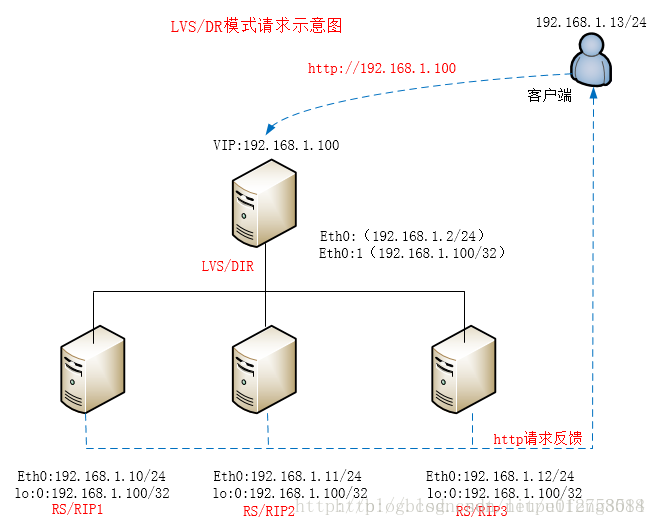 LVS/DR模式请求示意图
192.168.1.13/24
http://192.168.1.100
客户端
VIP:192.168.1.100
Eth0:（192.168.1.2/24）
Eth0:1（192.168.1.100/32）
LVS/DIR
http请求反馈
Eth0:192.168.1.10/24
lo:0:192.168.1.100/32
RS/RIP1
Eth0:192.168.1.11/24
lo:0:192.168.1.100/32
RS/RIP2
Eth0:192.168.1.12/24
lo:0:192.168.1.100/32
RS/RIP3